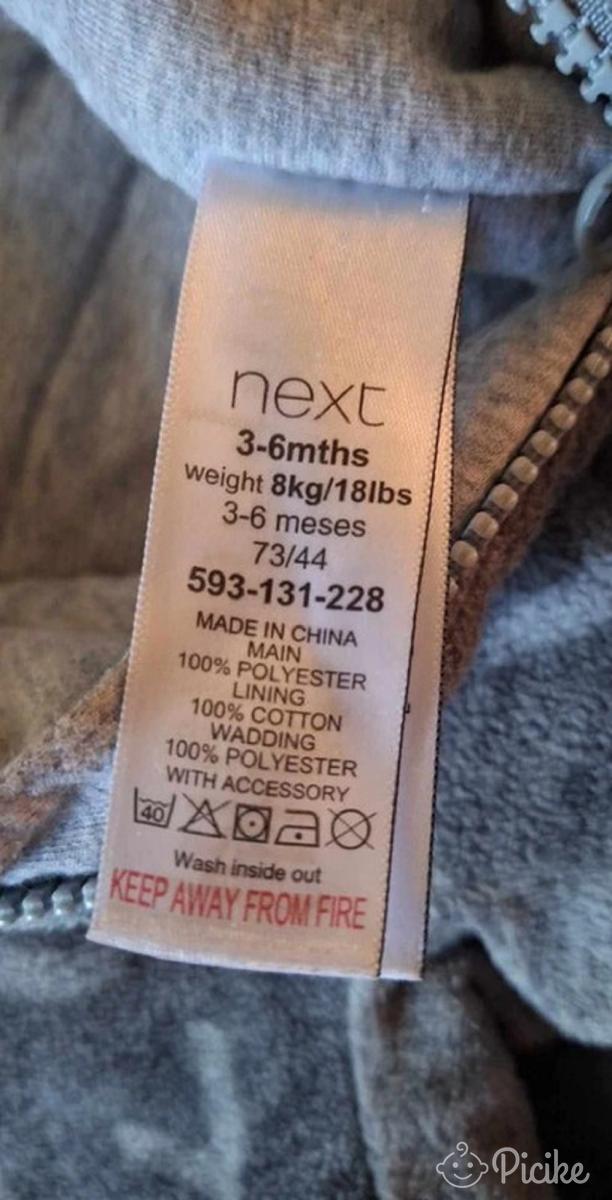 next
3-6mths
weight 8kg/18lbs
3-6 meses
73/44
593-131-228
MADE IN CHINA
MAIN
100% POLYESTER
LINING
100% COTTON
WADDING
100% POLYESTER
WITH ACCESSORY
40
Wash inside out
KEEP AWAY FROM FIRE
Picike